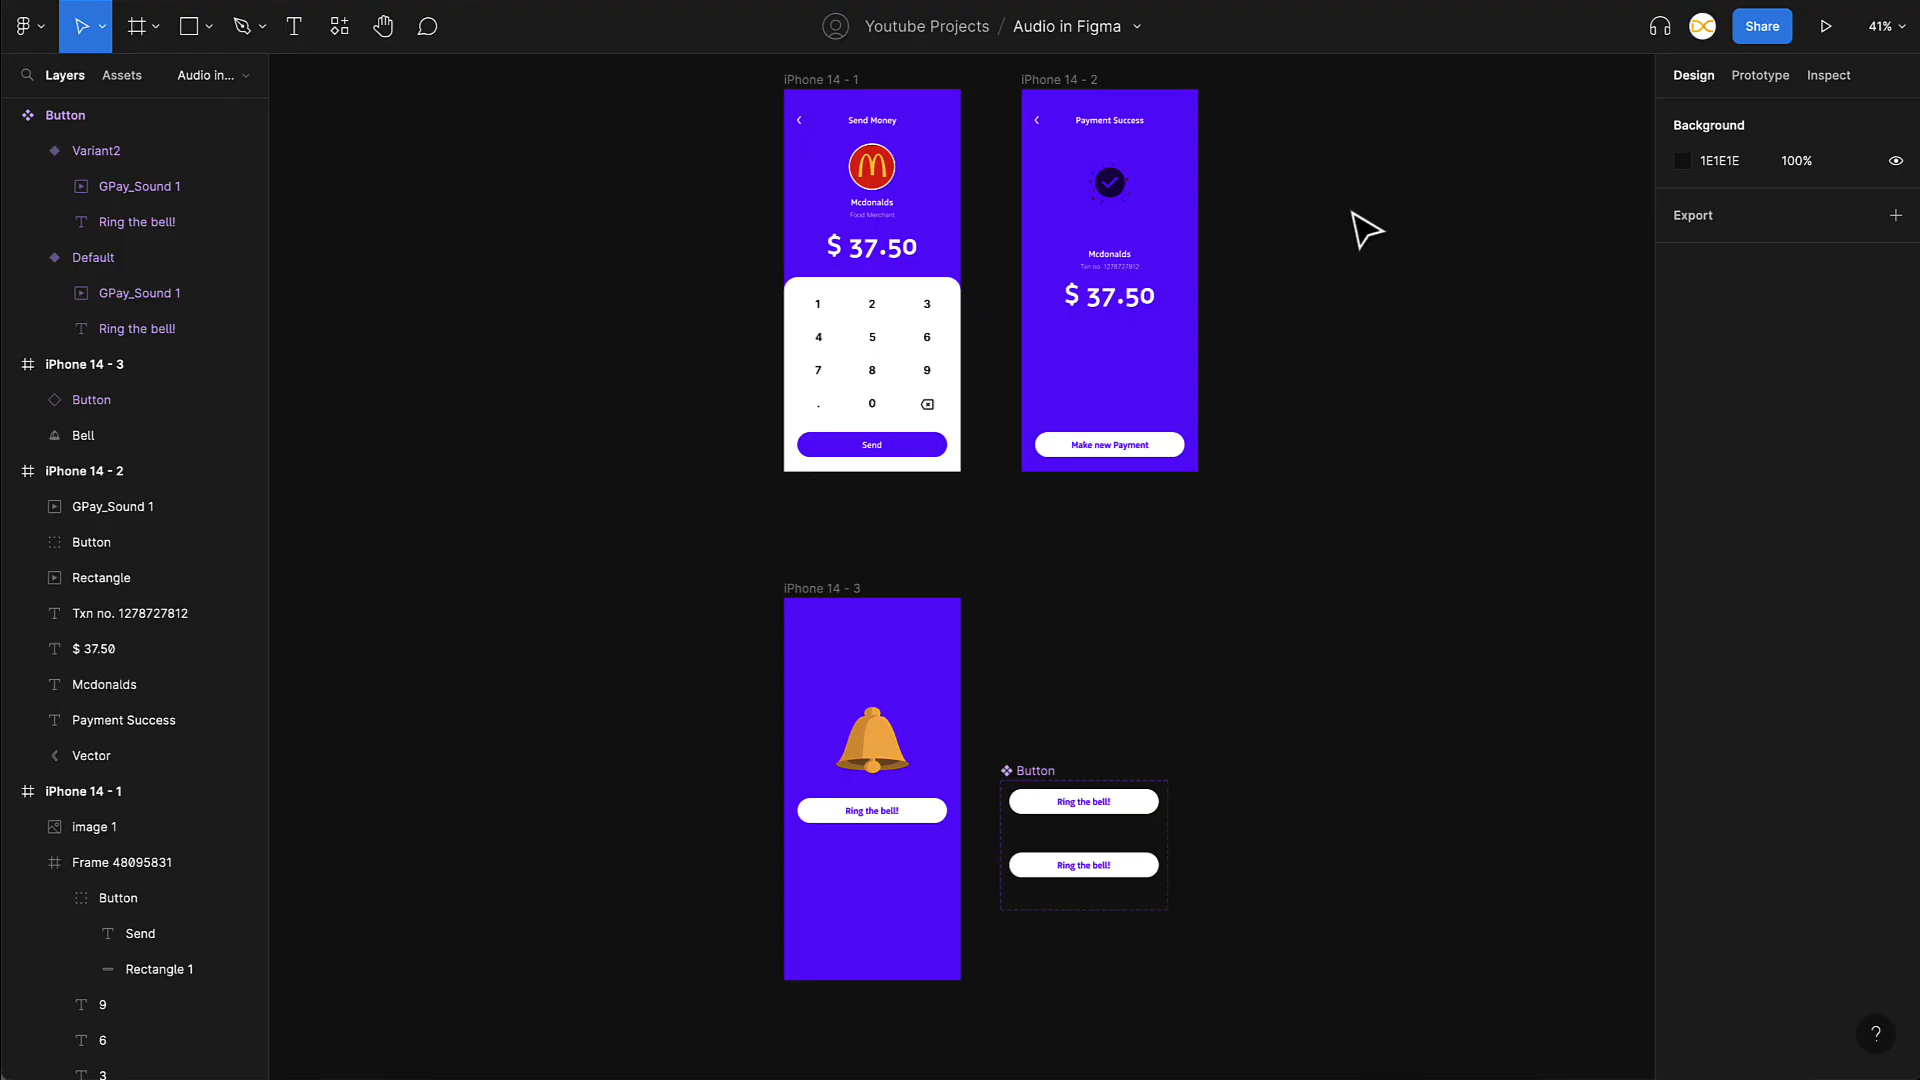 Youtube Projects / Audio in Figma
Share
41%
Layers
Assets
Audio in...
Design
Prototype
Inspect
Button
Variant2
GPay_Sound 1
Ring the bell!
Default
GPay_Sound 1
Ring the bell!
iPhone 14 - 3
Button
Bell
iPhone 14 - 2
GPay_Sound 1
Button
Rectangle
Txn no. 1278727812
$ 37.50
Mcdonalds
Payment Success
Vector
iPhone 14 - 1
image 1
Frame 48095831
Button
Send
Rectangle 1
9
6
3
iPhone 14 - 1
Send Money
Mcdonalds
Food Merchant
$ 37.50
1 2 3
4 5 6
7 8 9
. 0
Send
iPhone 14 - 2
Payment Success
Mcdonalds
Txn no. 1278727812
$ 37.50
Make new Payment
iPhone 14 - 3
Ring the bell!
Button
Ring the bell!
Ring the bell!
Background
1E1E1E 100%
Export
?